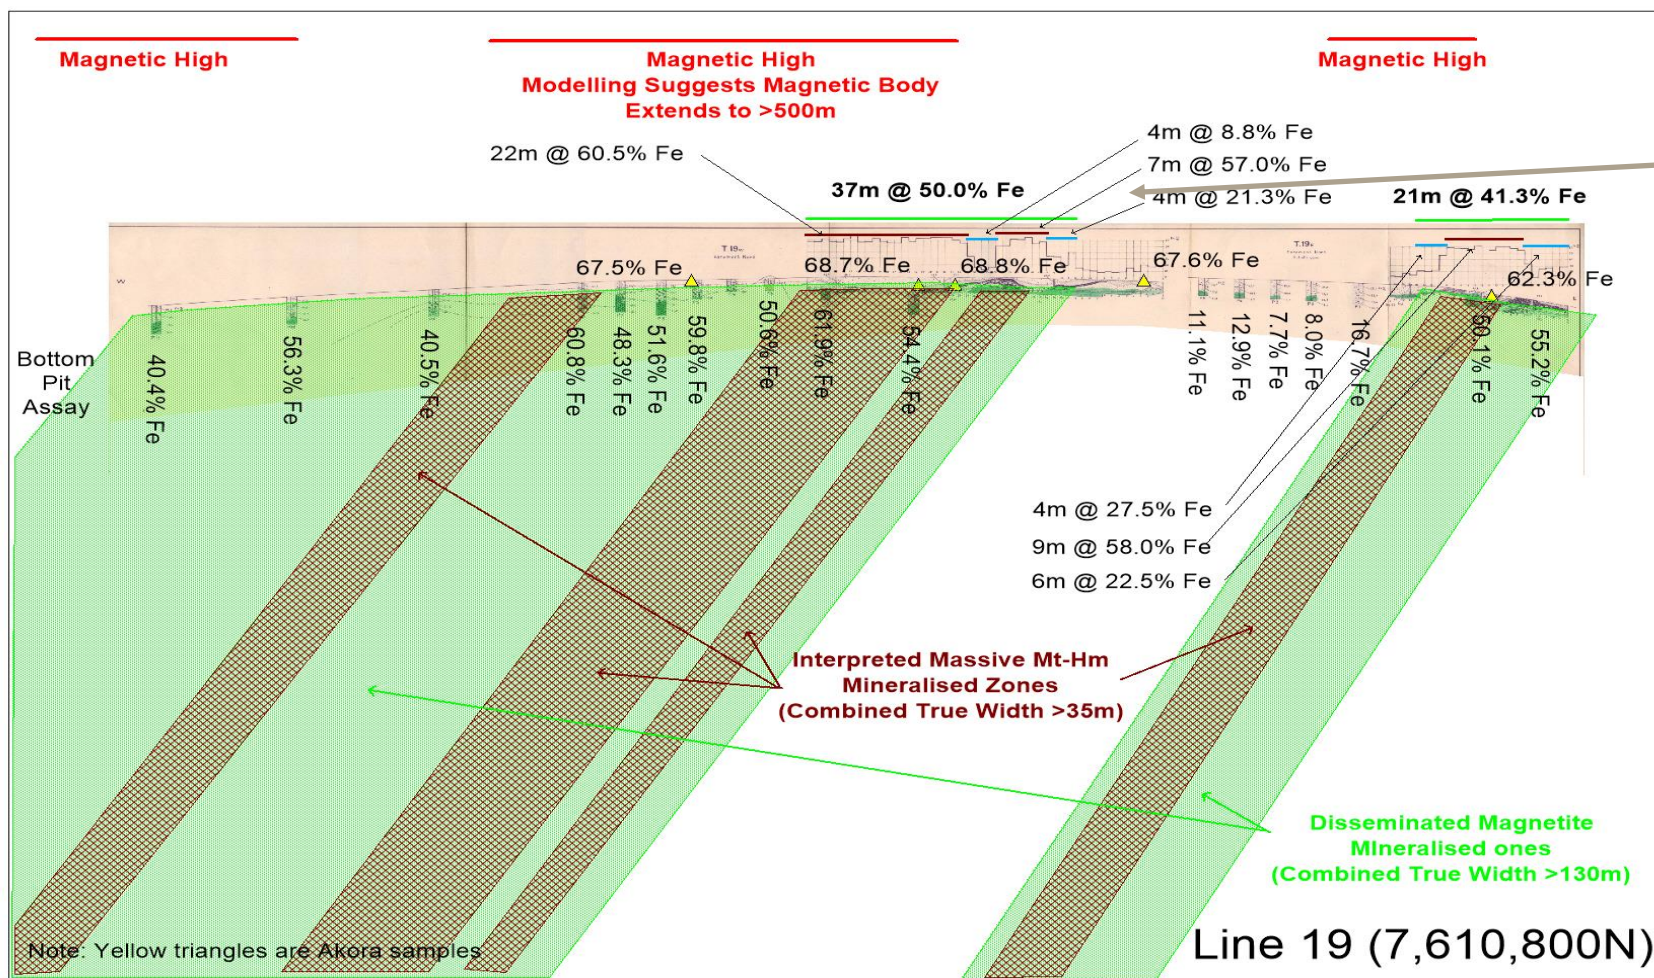 Magnetic High
Magnetic High
Modelling Suggests Magnetic Body
Extends to >500m
Magnetic High
22m @ 60.5% Fe
4m @ 8.8% Fe
7m @ 57.0% Fe
4m @ 21.3% Fe
37m @ 50.0% Fe
21m @ 41.3% Fe
67.5% Fe
68.7% Fe
68.8% Fe
67.6% Fe
62.3% Fe
Bottom
Pit
Assay
40.4% Fe
56.3% Fe
40.5% Fe
60.8% Fe
48.3% Fe
51.6% Fe
59.8% Fe
50.6% Fe
61.9% Fe
54.4% Fe
11.1% Fe
12.9% Fe
7.7% Fe
8.0% Fe
16.7% Fe
50.1% Fe
55.2% Fe
4m @ 27.5% Fe
9m @ 58.0% Fe
6m @ 22.5% Fe
Interpreted Massive Mt-Hm
Mineralised Zones
(Combined True Width >35m)
Disseminated Magnetite
MIneralised ones
(Combined True Width >130m)
Note: Yellow triangles are Akora samples
Line 19 (7,610,800N)